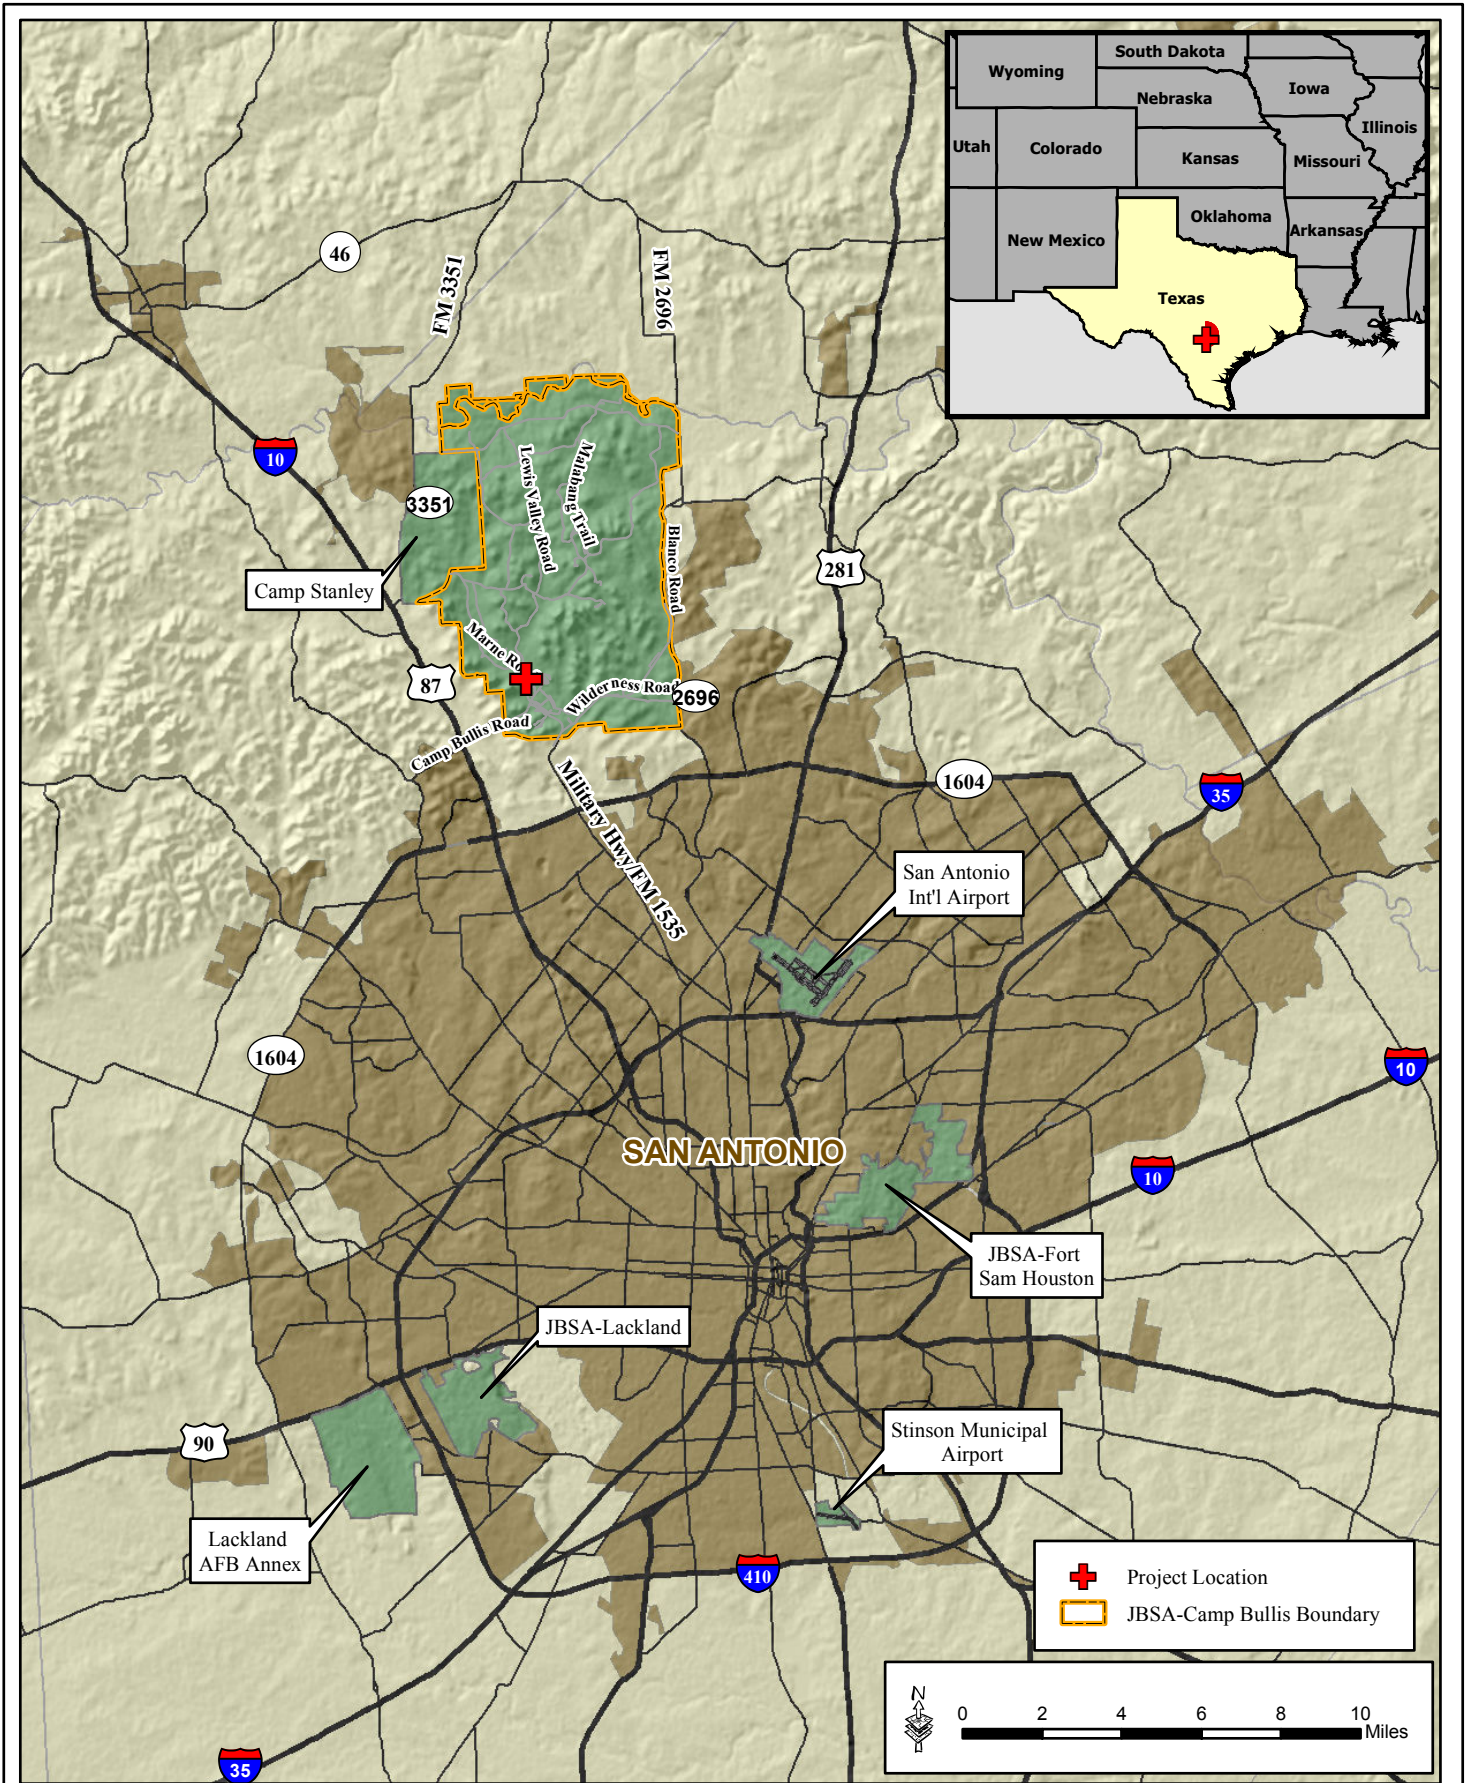 South Dakota
Wyoming
Nebraska
Iowa
Illinois
Utah
Colorado
Kansas
Missouri
Oklahoma
Arkansas
New Mexico
Texas
46
FM 3351
FM 2696
10
3351
Lewis Valley Road
Malabang Trail
Blanco Road
281
Camp Stanley
Marne Ro
87
Wilderness Road
2696
Camp Bullis Road
Military Hwy/FM 1535
1604
35
San Antonio
Int'l Airport
1604
10
SAN ANTONIO
10
JBSA-Fort
Sam Houston
JBSA-Lackland
90
Stinson Municipal
Airport
Lackland
AFB Annex
410
Project Location
JBSA-Camp Bullis Boundary
N
0 2 4 6 8 10
Miles
35